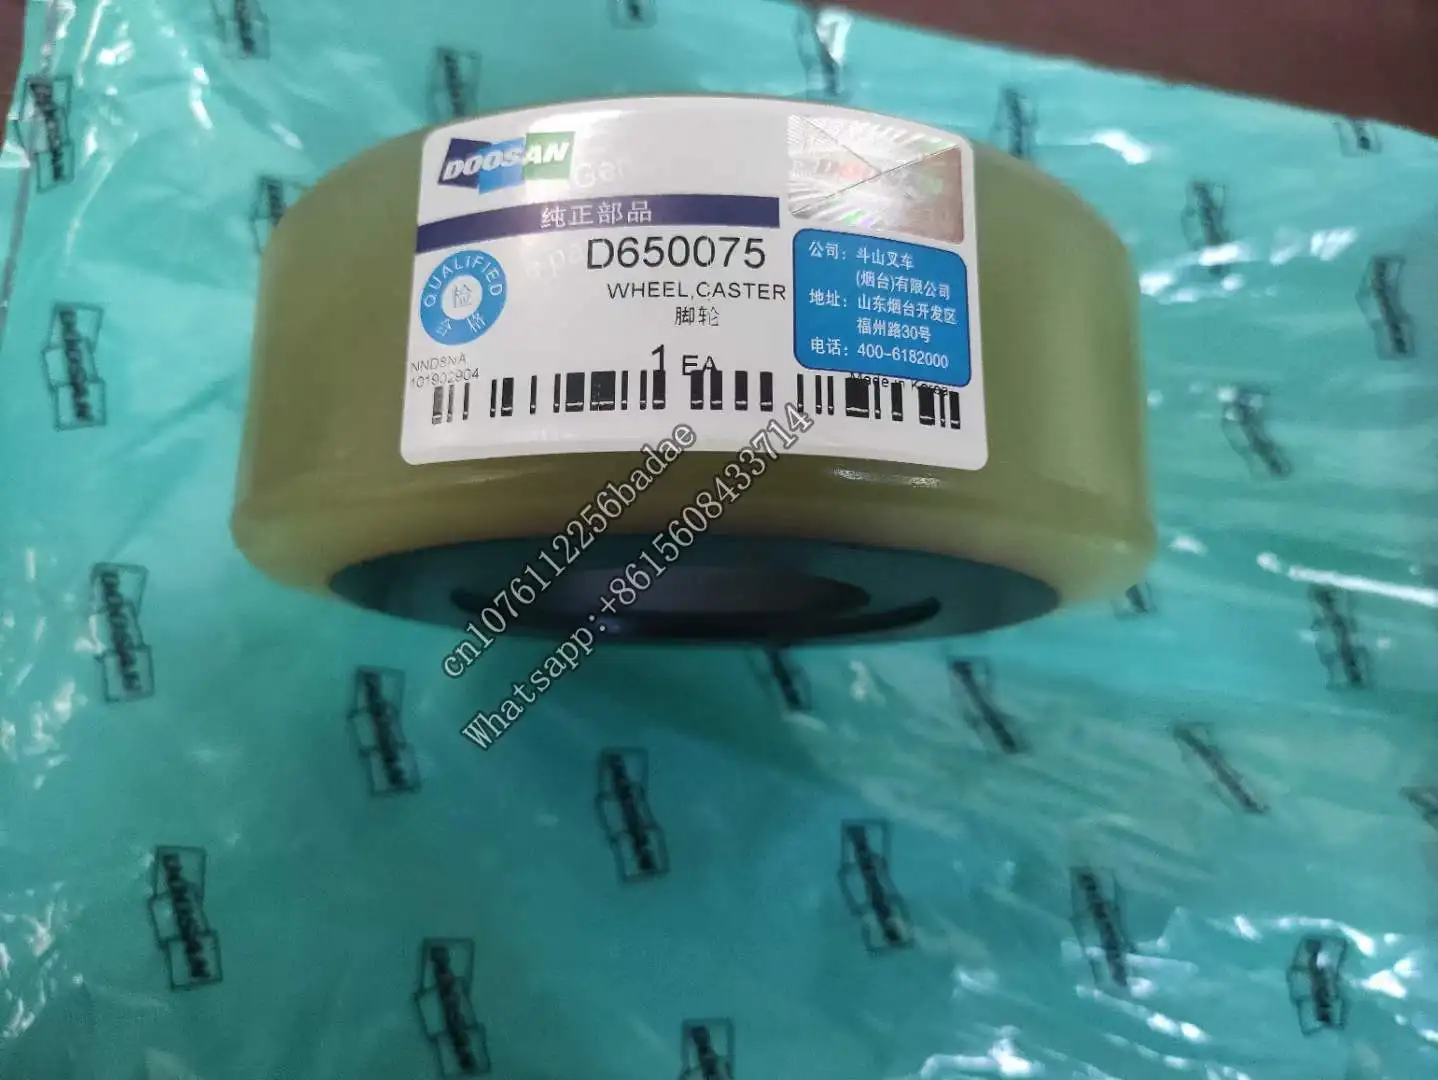 DOOSAN
纯正部品
D650075
WHEEL,CASTER
脚轮
1 EA
QUALIFIED
检
合格
NND8NA
101902904
公司：斗山叉车
(烟台)有限公司
地址：山东烟台开发区
福州路30号
电话：400-6182000
Made in Korea
cn1076112256badae
Whatsapp:+8615608433714